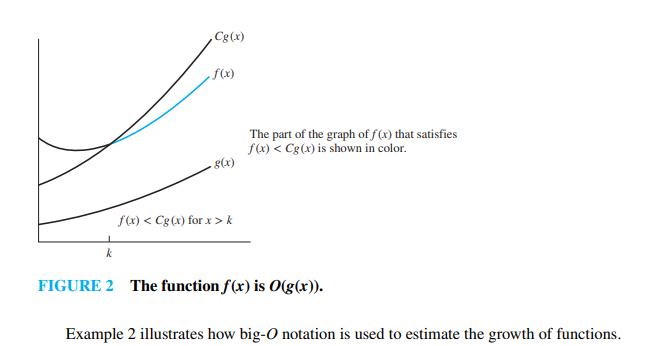 Cg(x)
f(x)
The part of the graph of f(x) that satisfies
f(x) < Cg(x) is shown in color.
g(x)
f(x) < Cg(x) for x > k
k
FIGURE 2 The function f(x) is O(g(x)).
Example 2 illustrates how big-O notation is used to estimate the growth of functions.